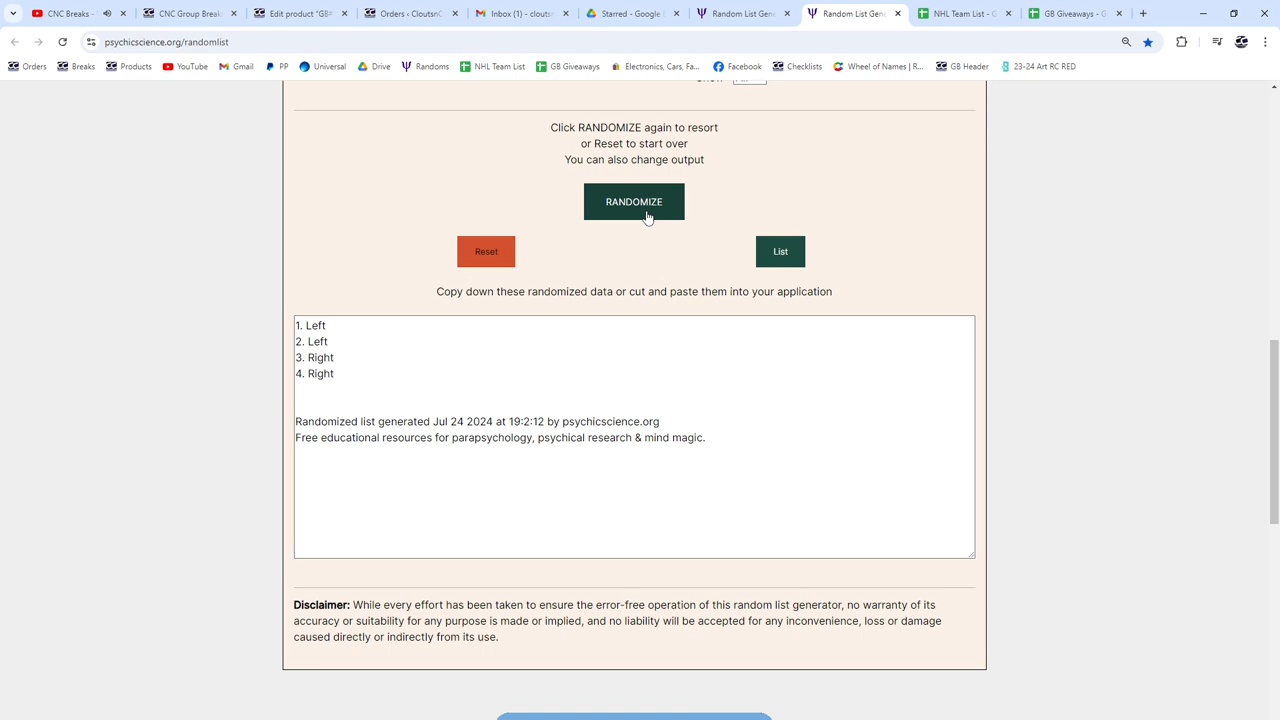 CNC Breaks -
CNC Group Break
Edit product "GB#
Orders ‹ CloutsnC
Inbox (1) - clouts
Starred - Google
Random List Gene
Random List Gene
NHL Team List - G
GB Giveaways - G
psychicscience.org/randomlist
Orders
Breaks
Products
YouTube
Gmail
PP
Universal
Drive
Randoms
NHL Team List
GB Giveaways
Electronics, Cars, Fa...
Facebook
Checklists
Wheel of Names | R...
GB Header
23-24 Art RC RED
Click RANDOMIZE again to resort
or Reset to start over
You can also change output
RANDOMIZE
Reset
List
Copy down these randomized data or cut and paste them into your application
1. Left
2. Left
3. Right
4. Right
Randomized list generated Jul 24 2024 at 19:2:12 by psychicscience.org
Free educational resources for parapsychology, psychical research & mind magic.
Disclaimer: While every effort has been taken to ensure the error-free operation of this random list generator, no warranty of its
accuracy or suitability for any purpose is made or implied, and no liability will be accepted for any inconvenience, loss or damage
caused directly or indirectly from its use.